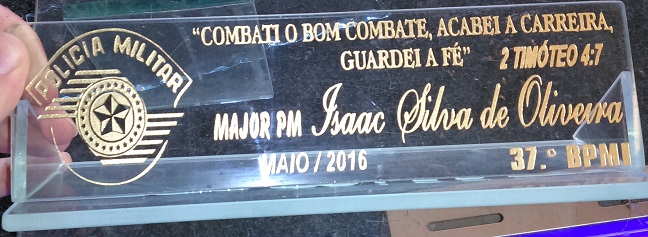 POLICIA MILITAR
"COMBATI O BOM COMBATE, ACABEI A CARREIRA,
GUARDEI A FÉ" 2 TIMÓTEO 4:7
MAJOR PM Isaac Silva de Oliveira
MAIO / 2016 37.º BPMI